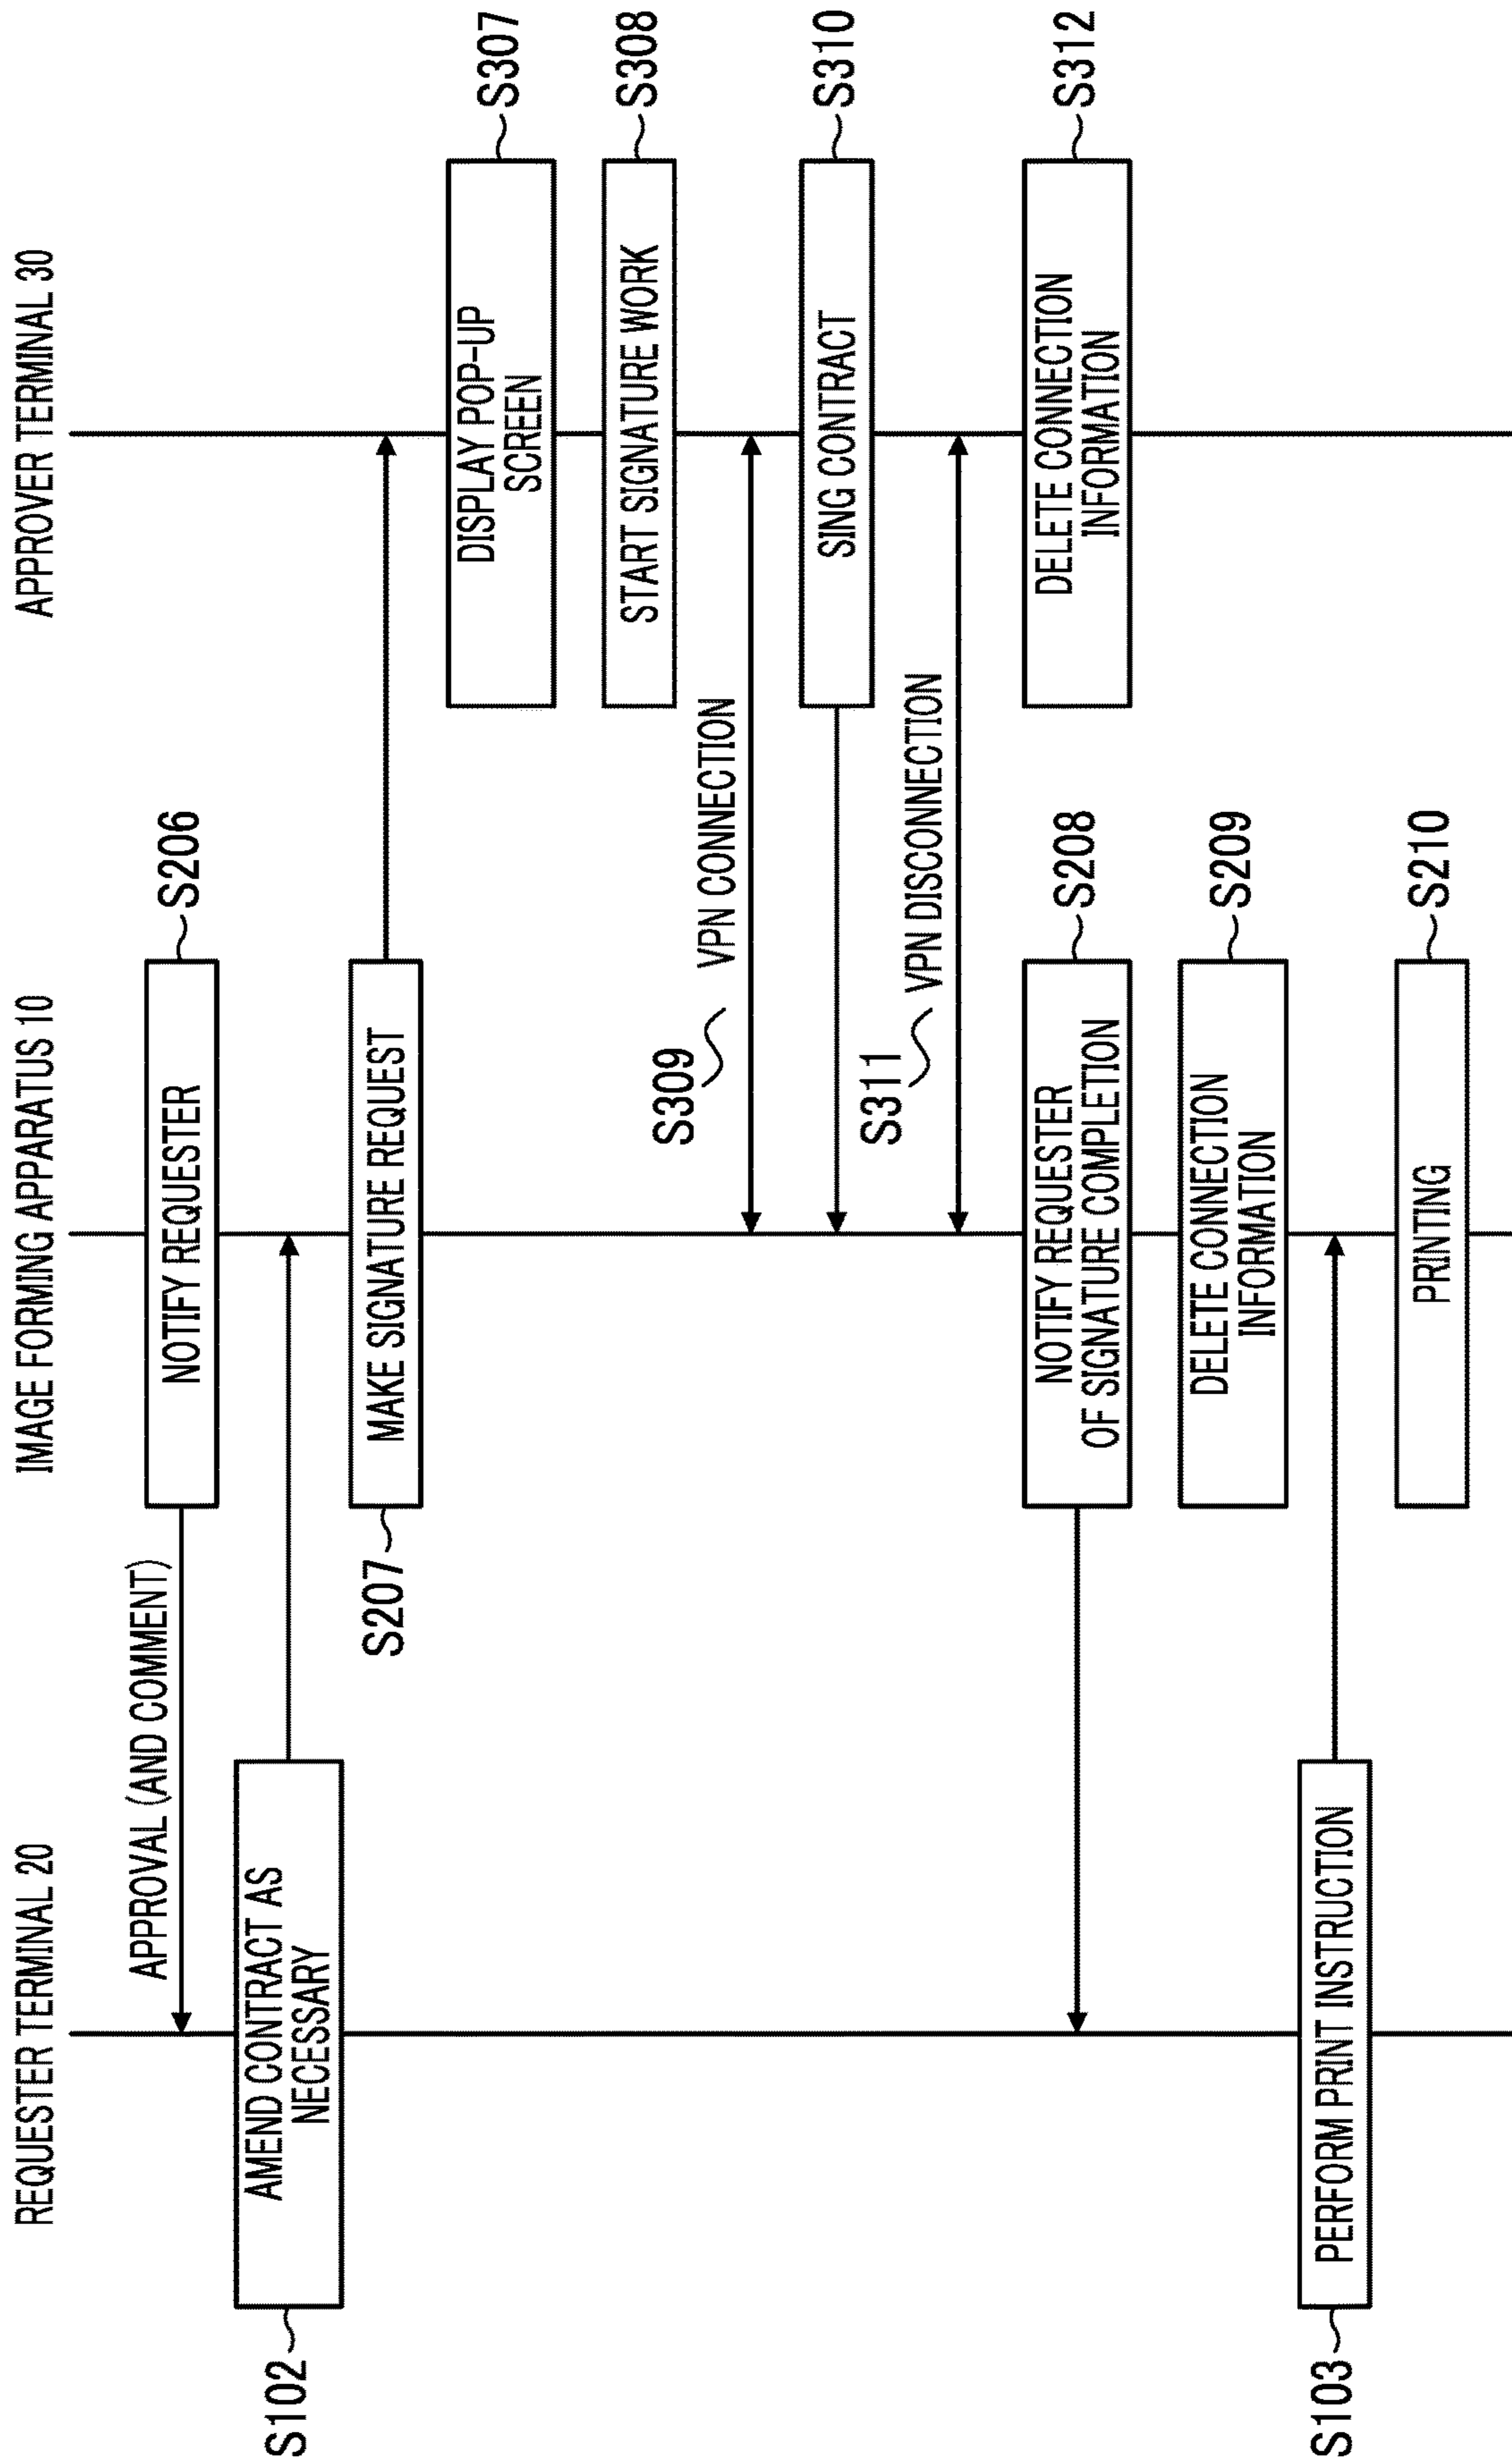 REQUESTER TERMINAL 20
IMAGE FORMING APPARATUS 10
APPROVER TERMINAL 30
APPROVAL (AND COMMENT)
NOTIFY REQUESTER
S206
S102
AMEND CONTRACT AS
NECESSARY
S207
MAKE SIGNATURE REQUEST
DISPLAY POP-UP
SCREEN
S307
START SIGNATURE WORK
S308
S309
VPN CONNECTION
SING CONTRACT
S310
S311
VPN DISCONNECTION
NOTIFY REQUESTER
OF SIGNATURE COMPLETION
S208
DELETE CONNECTION
INFORMATION
S312
DELETE CONNECTION
INFORMATION
S209
S103
PERFORM PRINT INSTRUCTION
PRINTING
S210